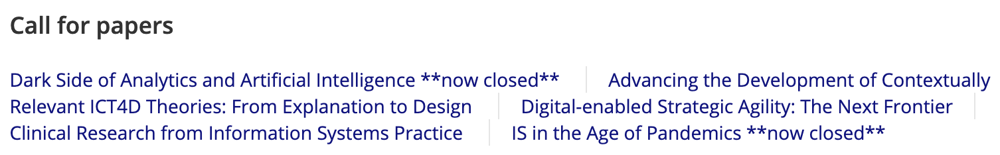 Call for papers
Dark Side of Analytics and Artificial Intelligence **now closed** Advancing the Development of Contextually
Relevant ICT4D Theories: From Explanation to Design Digital-enabled Strategic Agility: The Next Frontier
Clinical Research from Information Systems Practice IS in the Age of Pandemics **now closed**